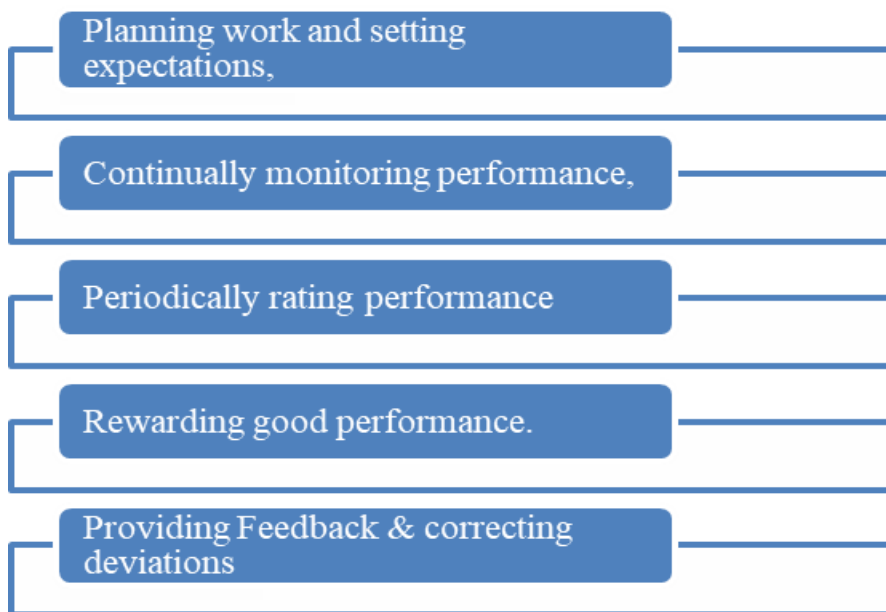 Planning work and setting
expectations,
Continually monitoring performance,
Periodically rating performance
Rewarding good performance.
Providing Feedback & correcting
deviations